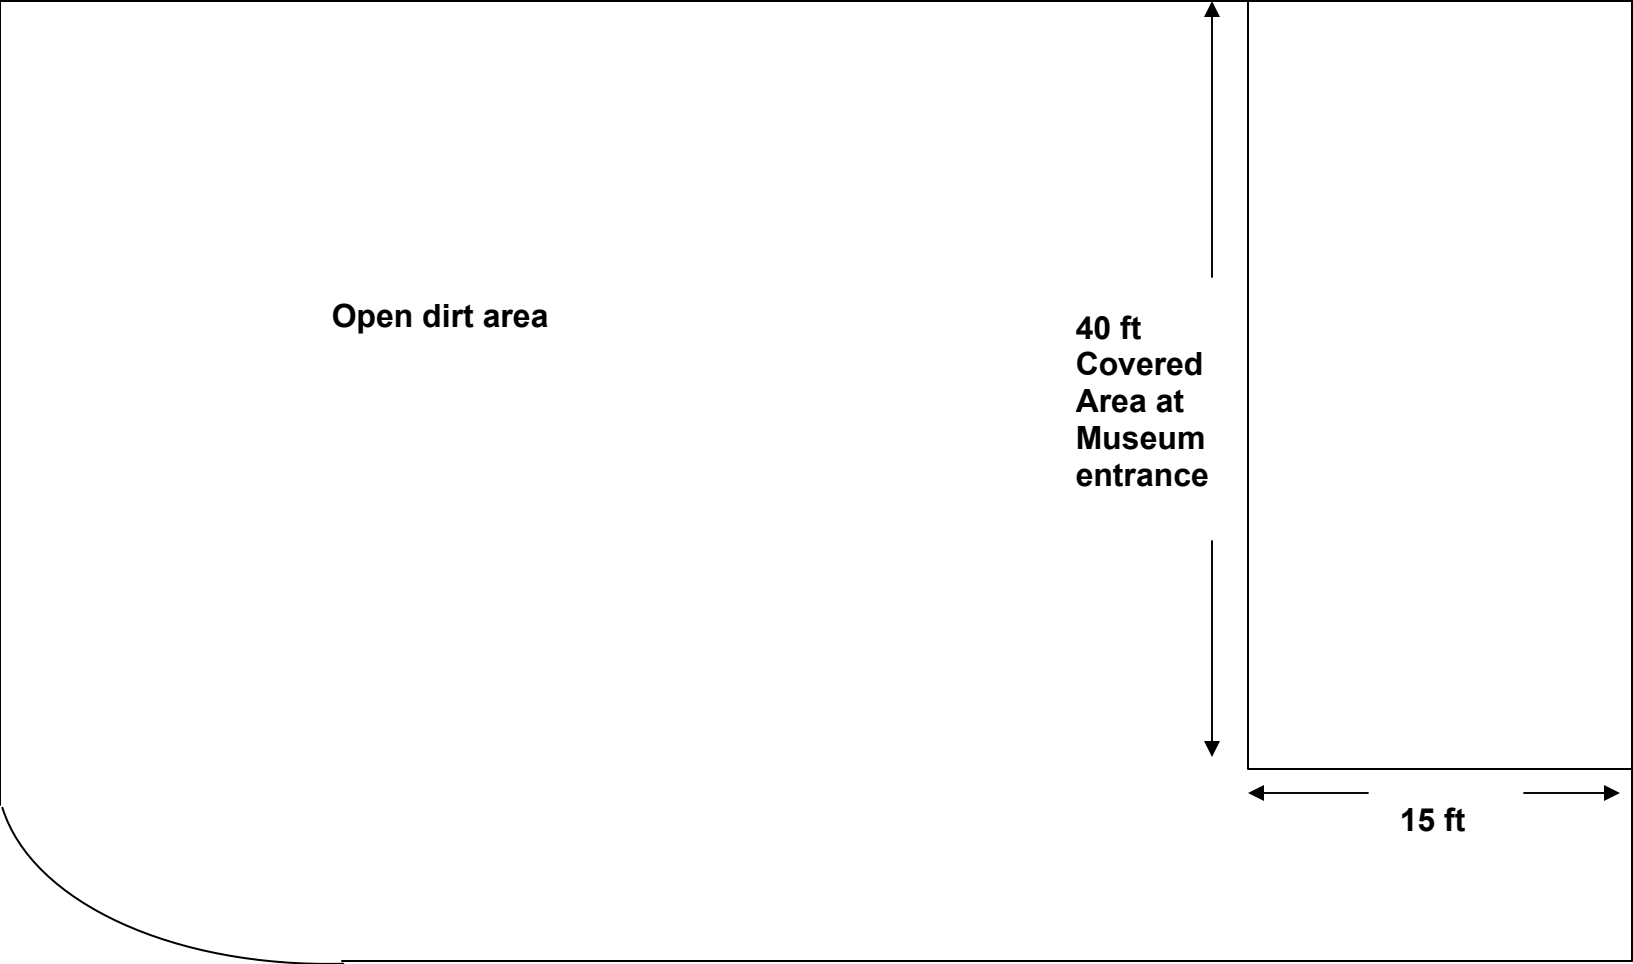 Open dirt area
40 ft
Covered
Area at
Museum
entrance
15 ft